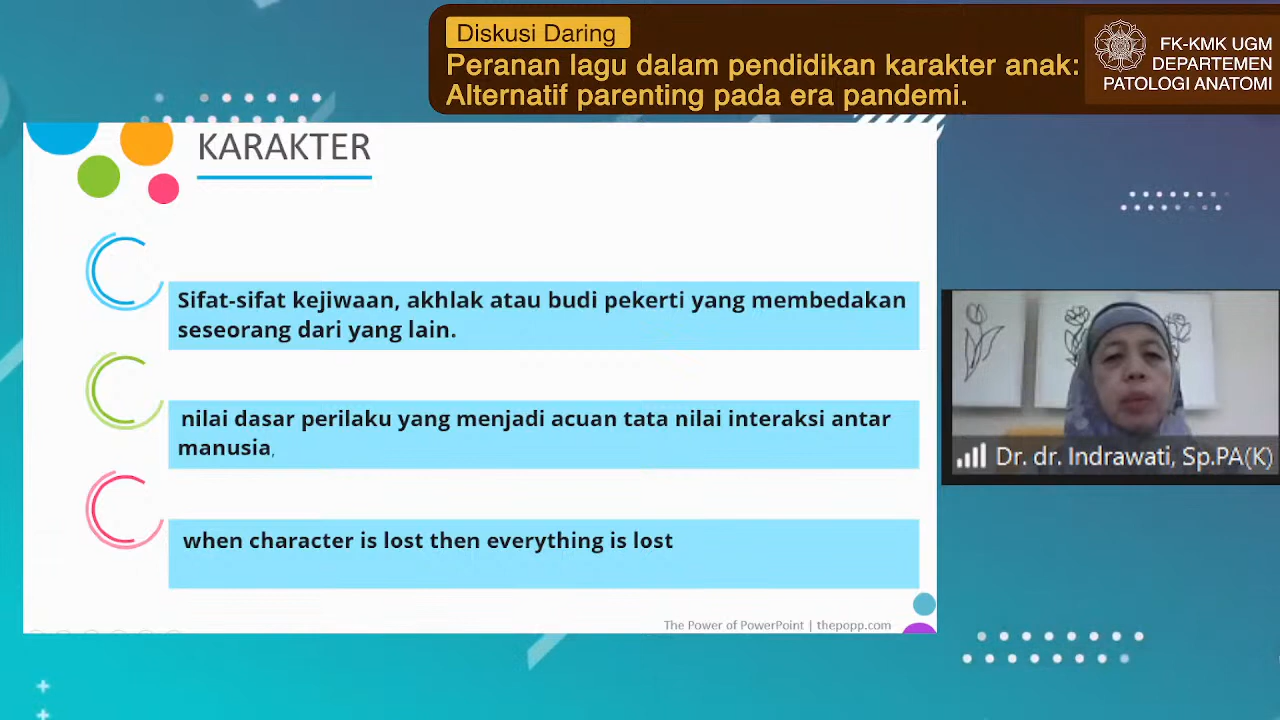 Diskusi Daring
Peranan lagu dalam pendidikan karakter anak:
Alternatif parenting pada era pandemi.
FK-KMK UGM
DEPARTEMEN
PATOLOGI ANATOMI
KARAKTER
Sifat-sifat kejiwaan, akhlak atau budi pekerti yang membedakan
seseorang dari yang lain.
nilai dasar perilaku yang menjadi acuan tata nilai interaksi antar
manusia,
when character is lost then everything is lost
The Power of PowerPoint | thepopp.com
Dr. dr. Indrawati, Sp.PA(K)